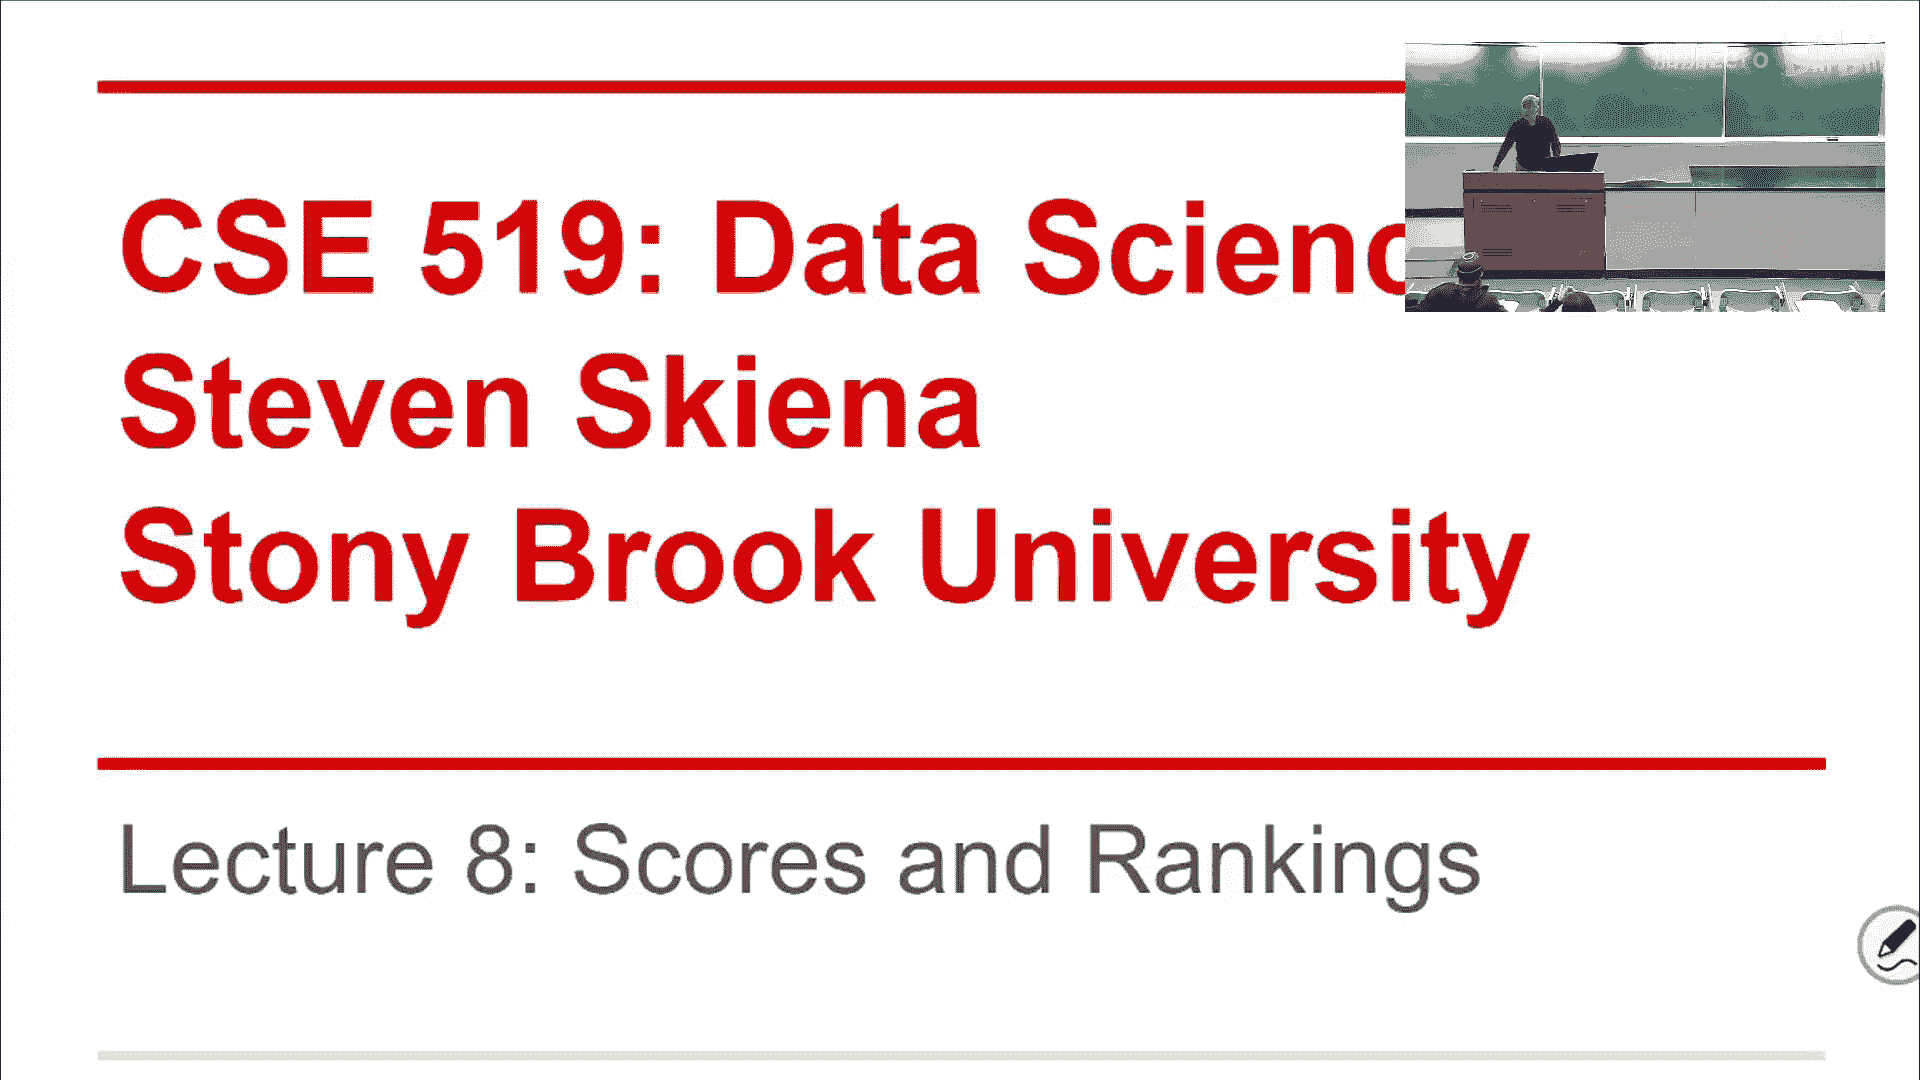 CSE 519: Data Scienc
Steven Skiena
Stony Brook University
Lecture 8: Scores and Rankings